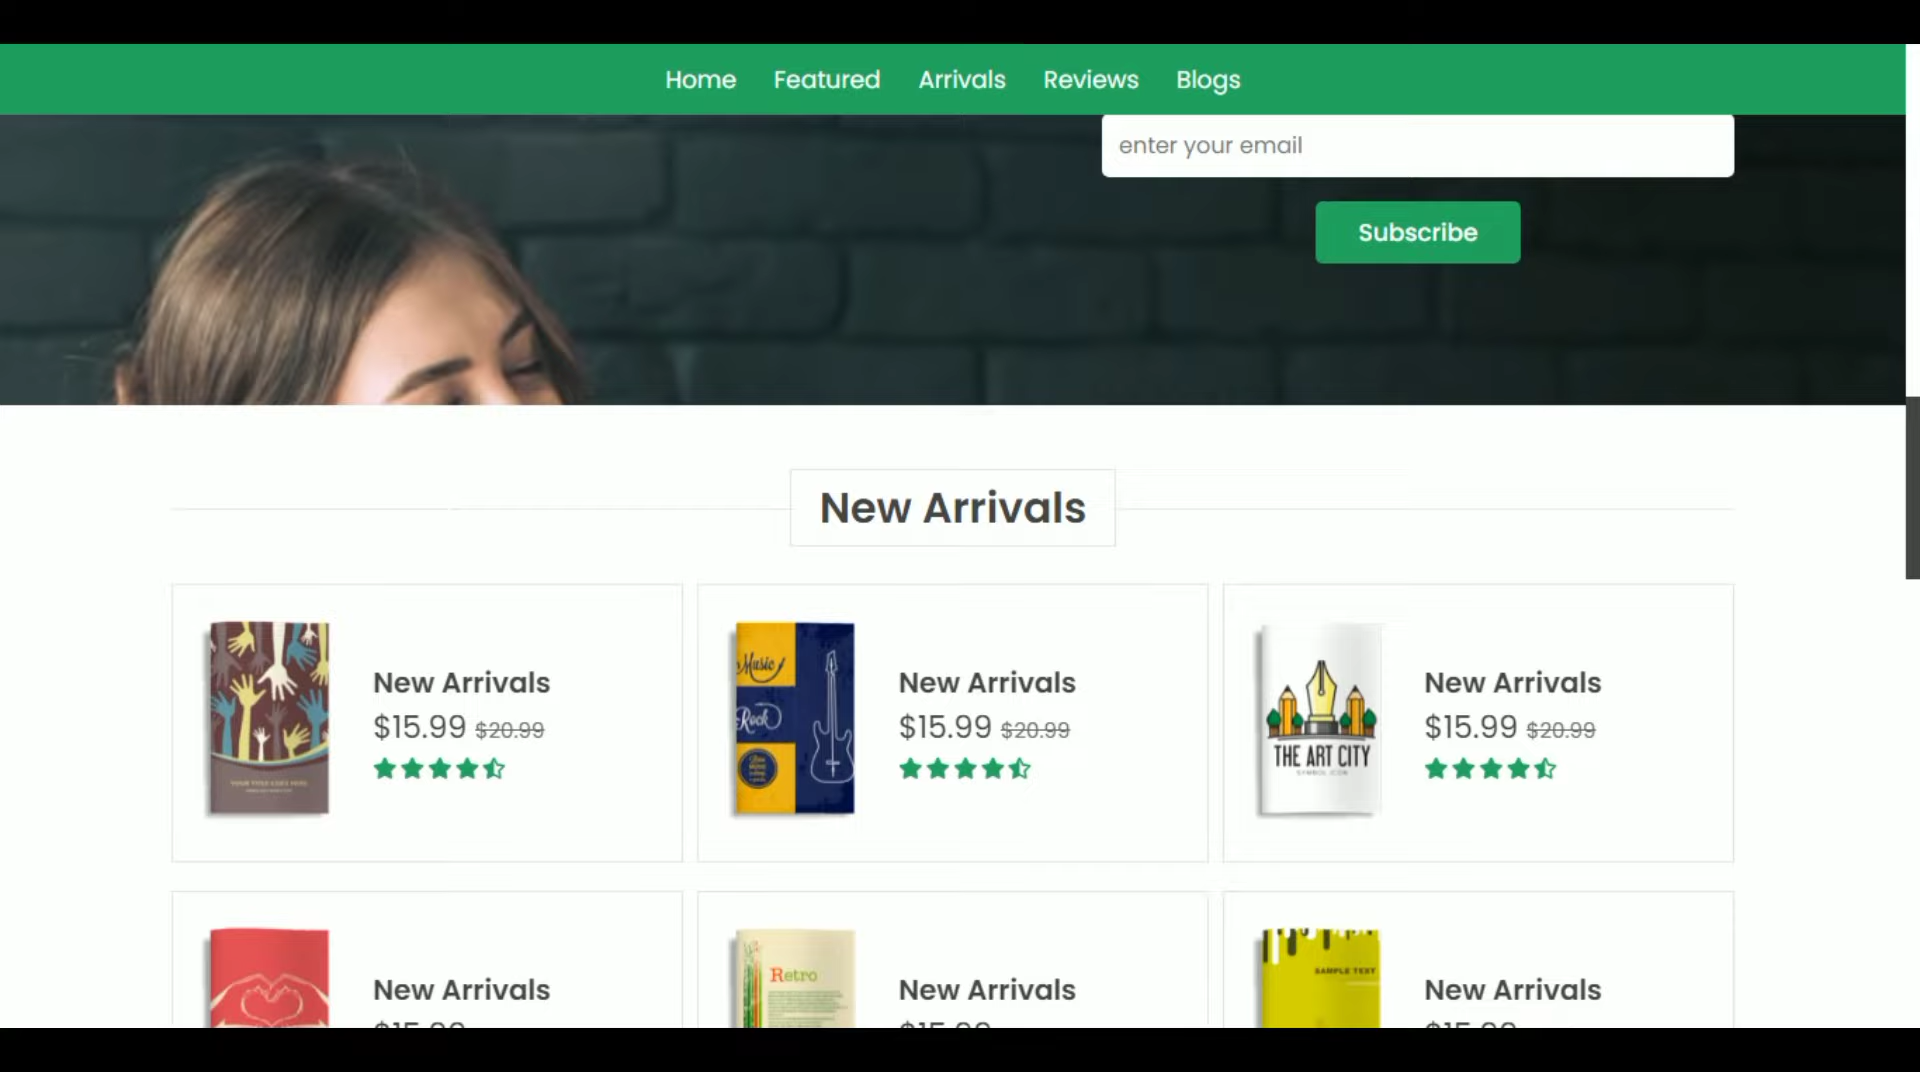 Home Featured Arrivals Reviews Blogs
enter your email
Subscribe
New Arrivals
New Arrivals
$15.99 $20.99
Music
Rock
New Arrivals
$15.99 $20.99
THE ART CITY
SYMBOL ICON
New Arrivals
$15.99 $20.99
New Arrivals
Retro
New Arrivals
SAMPLE TEXT
New Arrivals